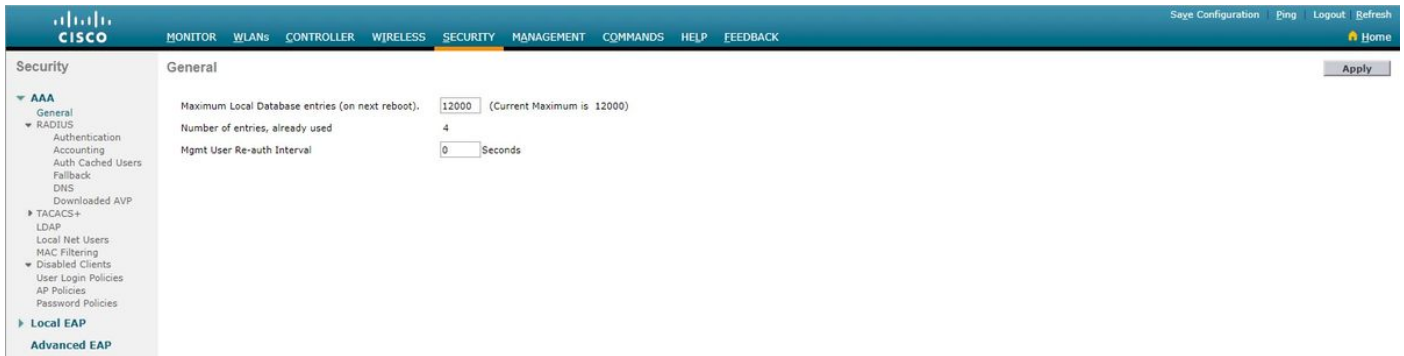 Save Configuration | Ping | Logout | Refresh
CISCO
MONITOR WLANs CONTROLLER WIRELESS SECURITY MANAGEMENT COMMANDS HELP FEEDBACK
Home
Security
AAA
General
RADIUS
Authentication
Accounting
Auth Cached Users
Fallback
DNS
Downloaded AVP
TACACS+
LDAP
Local Net Users
MAC Filtering
Disabled Clients
User Login Policies
AP Policies
Password Policies
Local EAP
Advanced EAP
General
Apply
Maximum Local Database entries (on next reboot). 12000 (Current Maximum is 12000)
Number of entries, already used 4
Mgmt User Re-auth Interval 0 Seconds